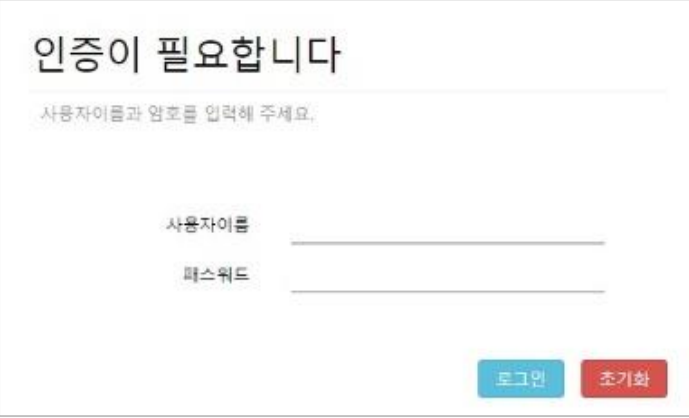 인증이 필요합니다
사용자이름과 암호를 입력해 주세요.
사용자이름
패스워드
로그인 초기화